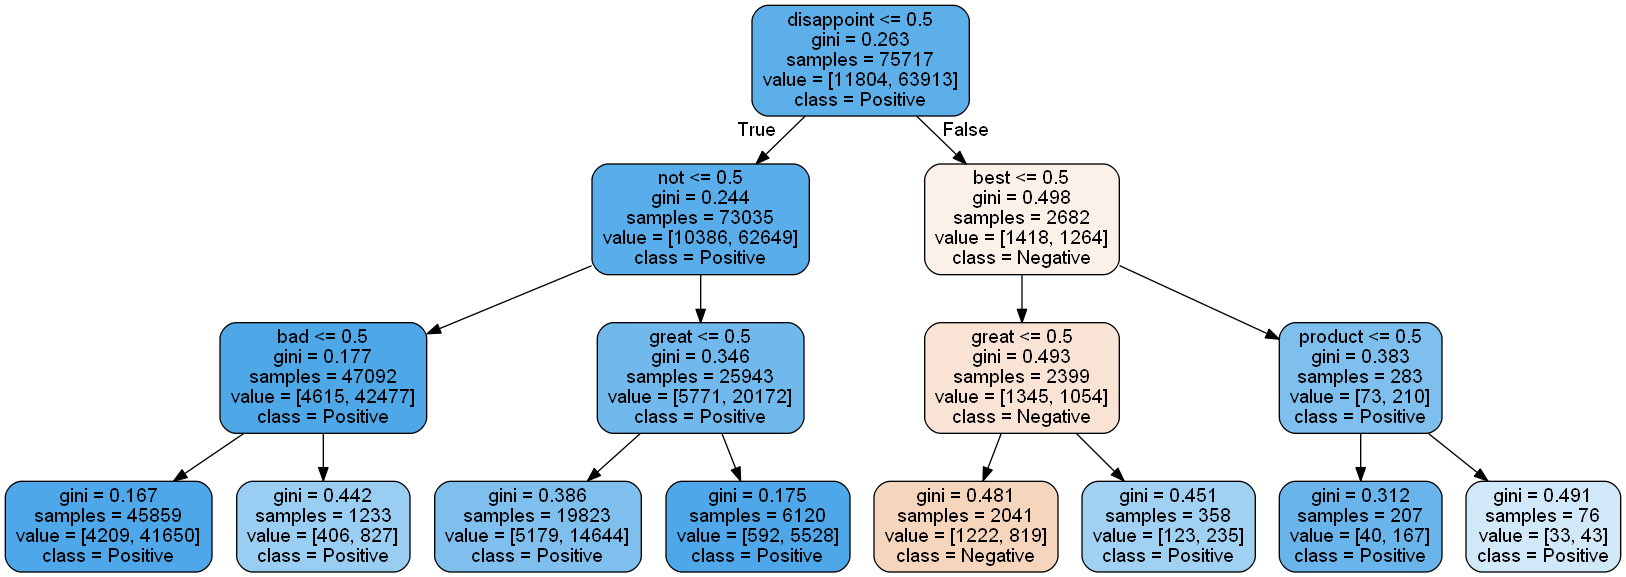 disappoint <= 0.5
gini = 0.263
samples = 75717
value = [11804, 63913]
class = Positive
True
False
not <= 0.5
gini = 0.244
samples = 73035
value = [10386, 62649]
class = Positive
best <= 0.5
gini = 0.498
samples = 2682
value = [1418, 1264]
class = Negative
bad <= 0.5
gini = 0.177
samples = 47092
value = [4615, 42477]
class = Positive
great <= 0.5
gini = 0.346
samples = 25943
value = [5771, 20172]
class = Positive
great <= 0.5
gini = 0.493
samples = 2399
value = [1345, 1054]
class = Negative
product <= 0.5
gini = 0.383
samples = 283
value = [73, 210]
class = Positive
gini = 0.167
samples = 45859
value = [4209, 41650]
class = Positive
gini = 0.442
samples = 1233
value = [406, 827]
class = Positive
gini = 0.386
samples = 19823
value = [5179, 14644]
class = Positive
gini = 0.175
samples = 6120
value = [592, 5528]
class = Positive
gini = 0.481
samples = 2041
value = [1222, 819]
class = Negative
gini = 0.451
samples = 358
value = [123, 235]
class = Positive
gini = 0.312
samples = 207
value = [40, 167]
class = Positive
gini = 0.491
samples = 76
value = [33, 43]
class = Positive